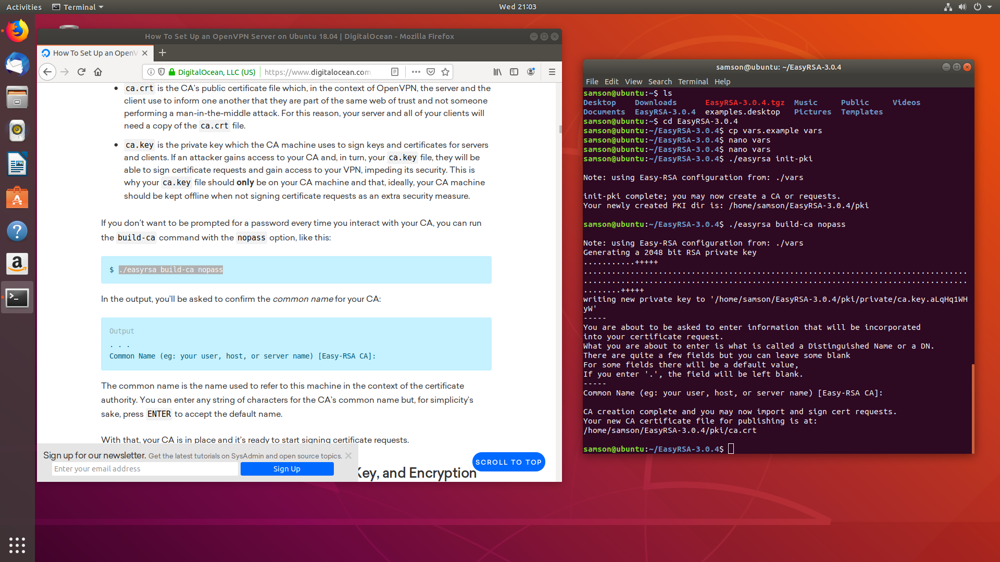 Activities
Terminal
Wed 21:03
How To Set Up an OpenVPN Server on Ubuntu 18.04 | DigitalOcean - Mozilla Firefox
How To Set Up an OpenV
DigitalOcean, LLC (US)
https://www.digitalocean.com
ca.crt is the CA’s public certificate file which, in the context of OpenVPN, the server and the
client use to inform one another that they are part of the same web of trust and not someone
performing a man-in-the-middle attack. For this reason, your server and all of your clients will
need a copy of the ca.crt file.
ca.key is the private key which the CA machine uses to sign keys and certificates for servers
and clients. If an attacker gains access to your CA and, in turn, your ca.key file, they will be
able to sign certificate requests and gain access to your VPN, impeding its security. This is
why your ca.key file should only be on your CA machine and that, ideally, your CA machine
should be kept offline when not signing certificate requests as an extra security measure.
If you don’t want to be prompted for a password every time you interact with your CA, you can run
the build-ca command with the nopass option, like this:
$ ./easyrsa build-ca nopass
In the output, you’ll be asked to confirm the common name for your CA:
Output
. . .
Common Name (eg: your user, host, or server name) [Easy-RSA CA]:
The common name is the name used to refer to this machine in the context of the certificate
authority. You can enter any string of characters for the CA’s common name but, for simplicity’s
sake, press ENTER to accept the default name.
With that, your CA is in place and it’s ready to start signing certificate requests.
Sign up for our newsletter. Get the latest tutorials on SysAdmin and open source topics.
Enter your email address
Sign Up
Key, and Encryption
SCROLL TO TOP
samson@ubuntu: ~/EasyRSA-3.0.4
File Edit View Search Terminal Help
samson@ubuntu:~$ ls
Desktop Downloads EasyRSA-3.0.4.tgz Music Public Videos
Documents EasyRSA-3.0.4 examples.desktop Pictures Templates
samson@ubuntu:~$ cd EasyRSA-3.0.4
samson@ubuntu:~/EasyRSA-3.0.4$ cp vars.example vars
samson@ubuntu:~/EasyRSA-3.0.4$ nano vars
samson@ubuntu:~/EasyRSA-3.0.4$ nano vars
samson@ubuntu:~/EasyRSA-3.0.4$ ./easyrsa init-pki
Note: using Easy-RSA configuration from: ./vars
init-pki complete; you may now create a CA or requests.
Your newly created PKI dir is: /home/samson/EasyRSA-3.0.4/pki
samson@ubuntu:~/EasyRSA-3.0.4$ ./easyrsa build-ca nopass
Note: using Easy-RSA configuration from: ./vars
Generating a 2048 bit RSA private key
...........+++++
..................................................................................
..................................................................................
........+++++
writing new private key to '/home/samson/EasyRSA-3.0.4/pki/private/ca.key.aLqHq1WH
yW'
-----
You are about to be asked to enter information that will be incorporated
into your certificate request.
What you are about to enter is what is called a Distinguished Name or a DN.
There are quite a few fields but you can leave some blank
For some fields there will be a default value,
If you enter '.', the field will be left blank.
-----
Common Name (eg: your user, host, or server name) [Easy-RSA CA]:
CA creation complete and you may now import and sign cert requests.
Your new CA certificate file for publishing is at:
/home/samson/EasyRSA-3.0.4/pki/ca.crt
samson@ubuntu:~/EasyRSA-3.0.4$